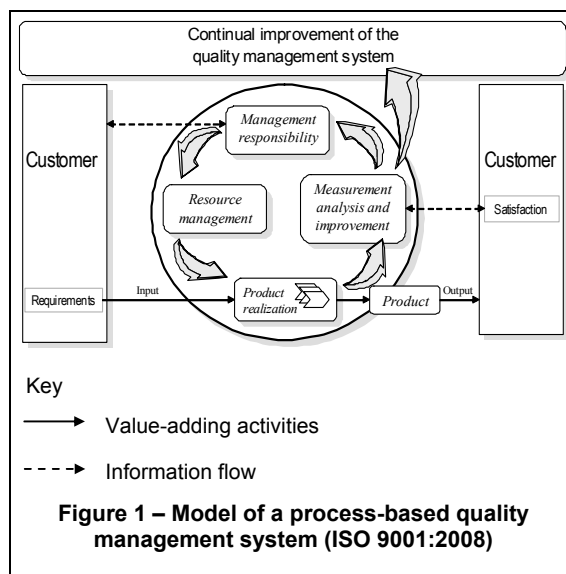 Continual improvement of the
quality management system
Customer
Management
responsibility
Customer
Resource
management
Measurement
analysis and
improvement
Satisfaction
Requirements
Input
Product
realization
Product
Output
Key
Value-adding activities
Information flow
Figure 1 – Model of a process-based quality
management system (ISO 9001:2008)